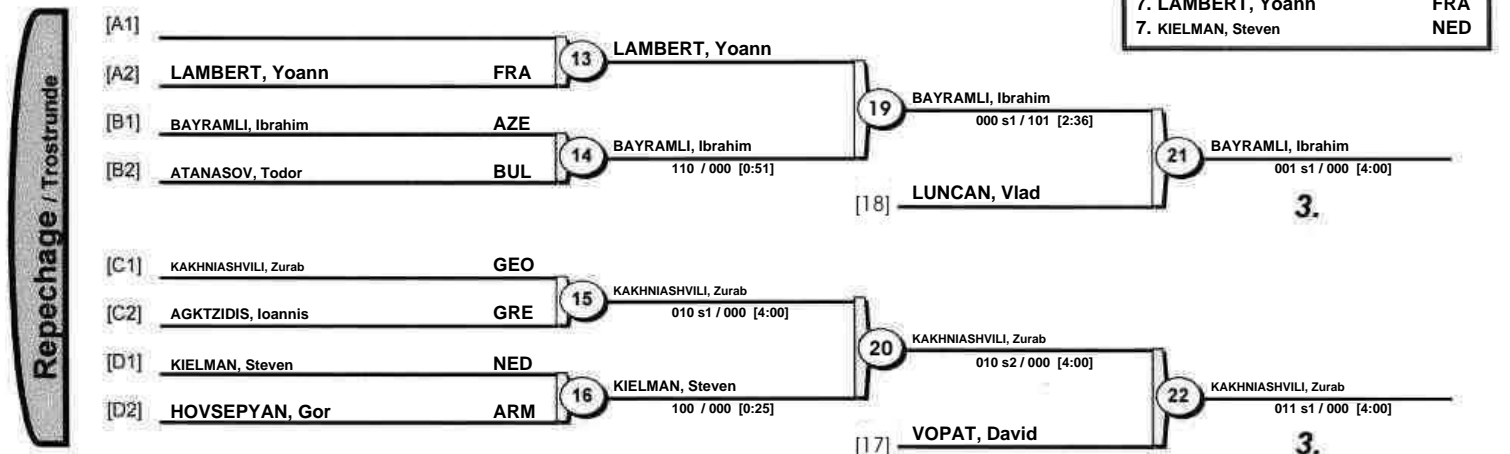 7. LAMBERT, Yoann FRA
7. KIELMAN, Steven NED
Repechage / Trostrunde
[A1]
[A2] LAMBERT, Yoann FRA
13 LAMBERT, Yoann
[B1] BAYRAMLI, Ibrahim AZE
[B2] ATANASOV, Todor BUL
14 BAYRAMLI, Ibrahim
110 / 000 [0:51]
19 BAYRAMLI, Ibrahim
000 s1 / 101 [2:36]
[18] LUNCAN, Vlad
21 BAYRAMLI, Ibrahim
001 s1 / 000 [4:00]
3.
[C1] KAKHNIASHVILI, Zurab GEO
[C2] AGKTZIDIS, Ioannis GRE
15 KAKHNIASHVILI, Zurab
010 s1 / 000 [4:00]
[D1] KIELMAN, Steven NED
[D2] HOVSEPYAN, Gor ARM
16 KIELMAN, Steven
100 / 000 [0:25]
20 KAKHNIASHVILI, Zurab
010 s2 / 000 [4:00]
[17] VOPAT, David
22 KAKHNIASHVILI, Zurab
011 s1 / 000 [4:00]
3.